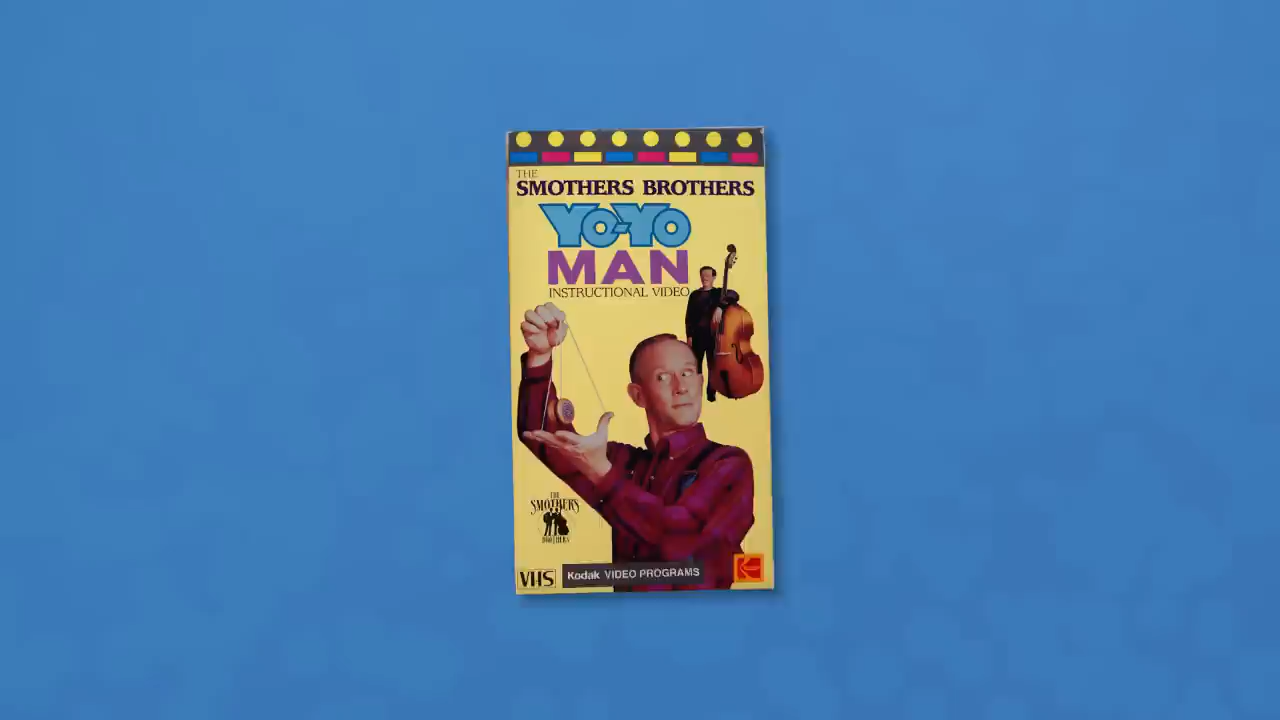 THE
SMOTHERS BROTHERS
YO-YO
MAN
INSTRUCTIONAL VIDEO
THE
SMOTHERS
BROTHERS
VHS
Kodak VIDEO PROGRAMS